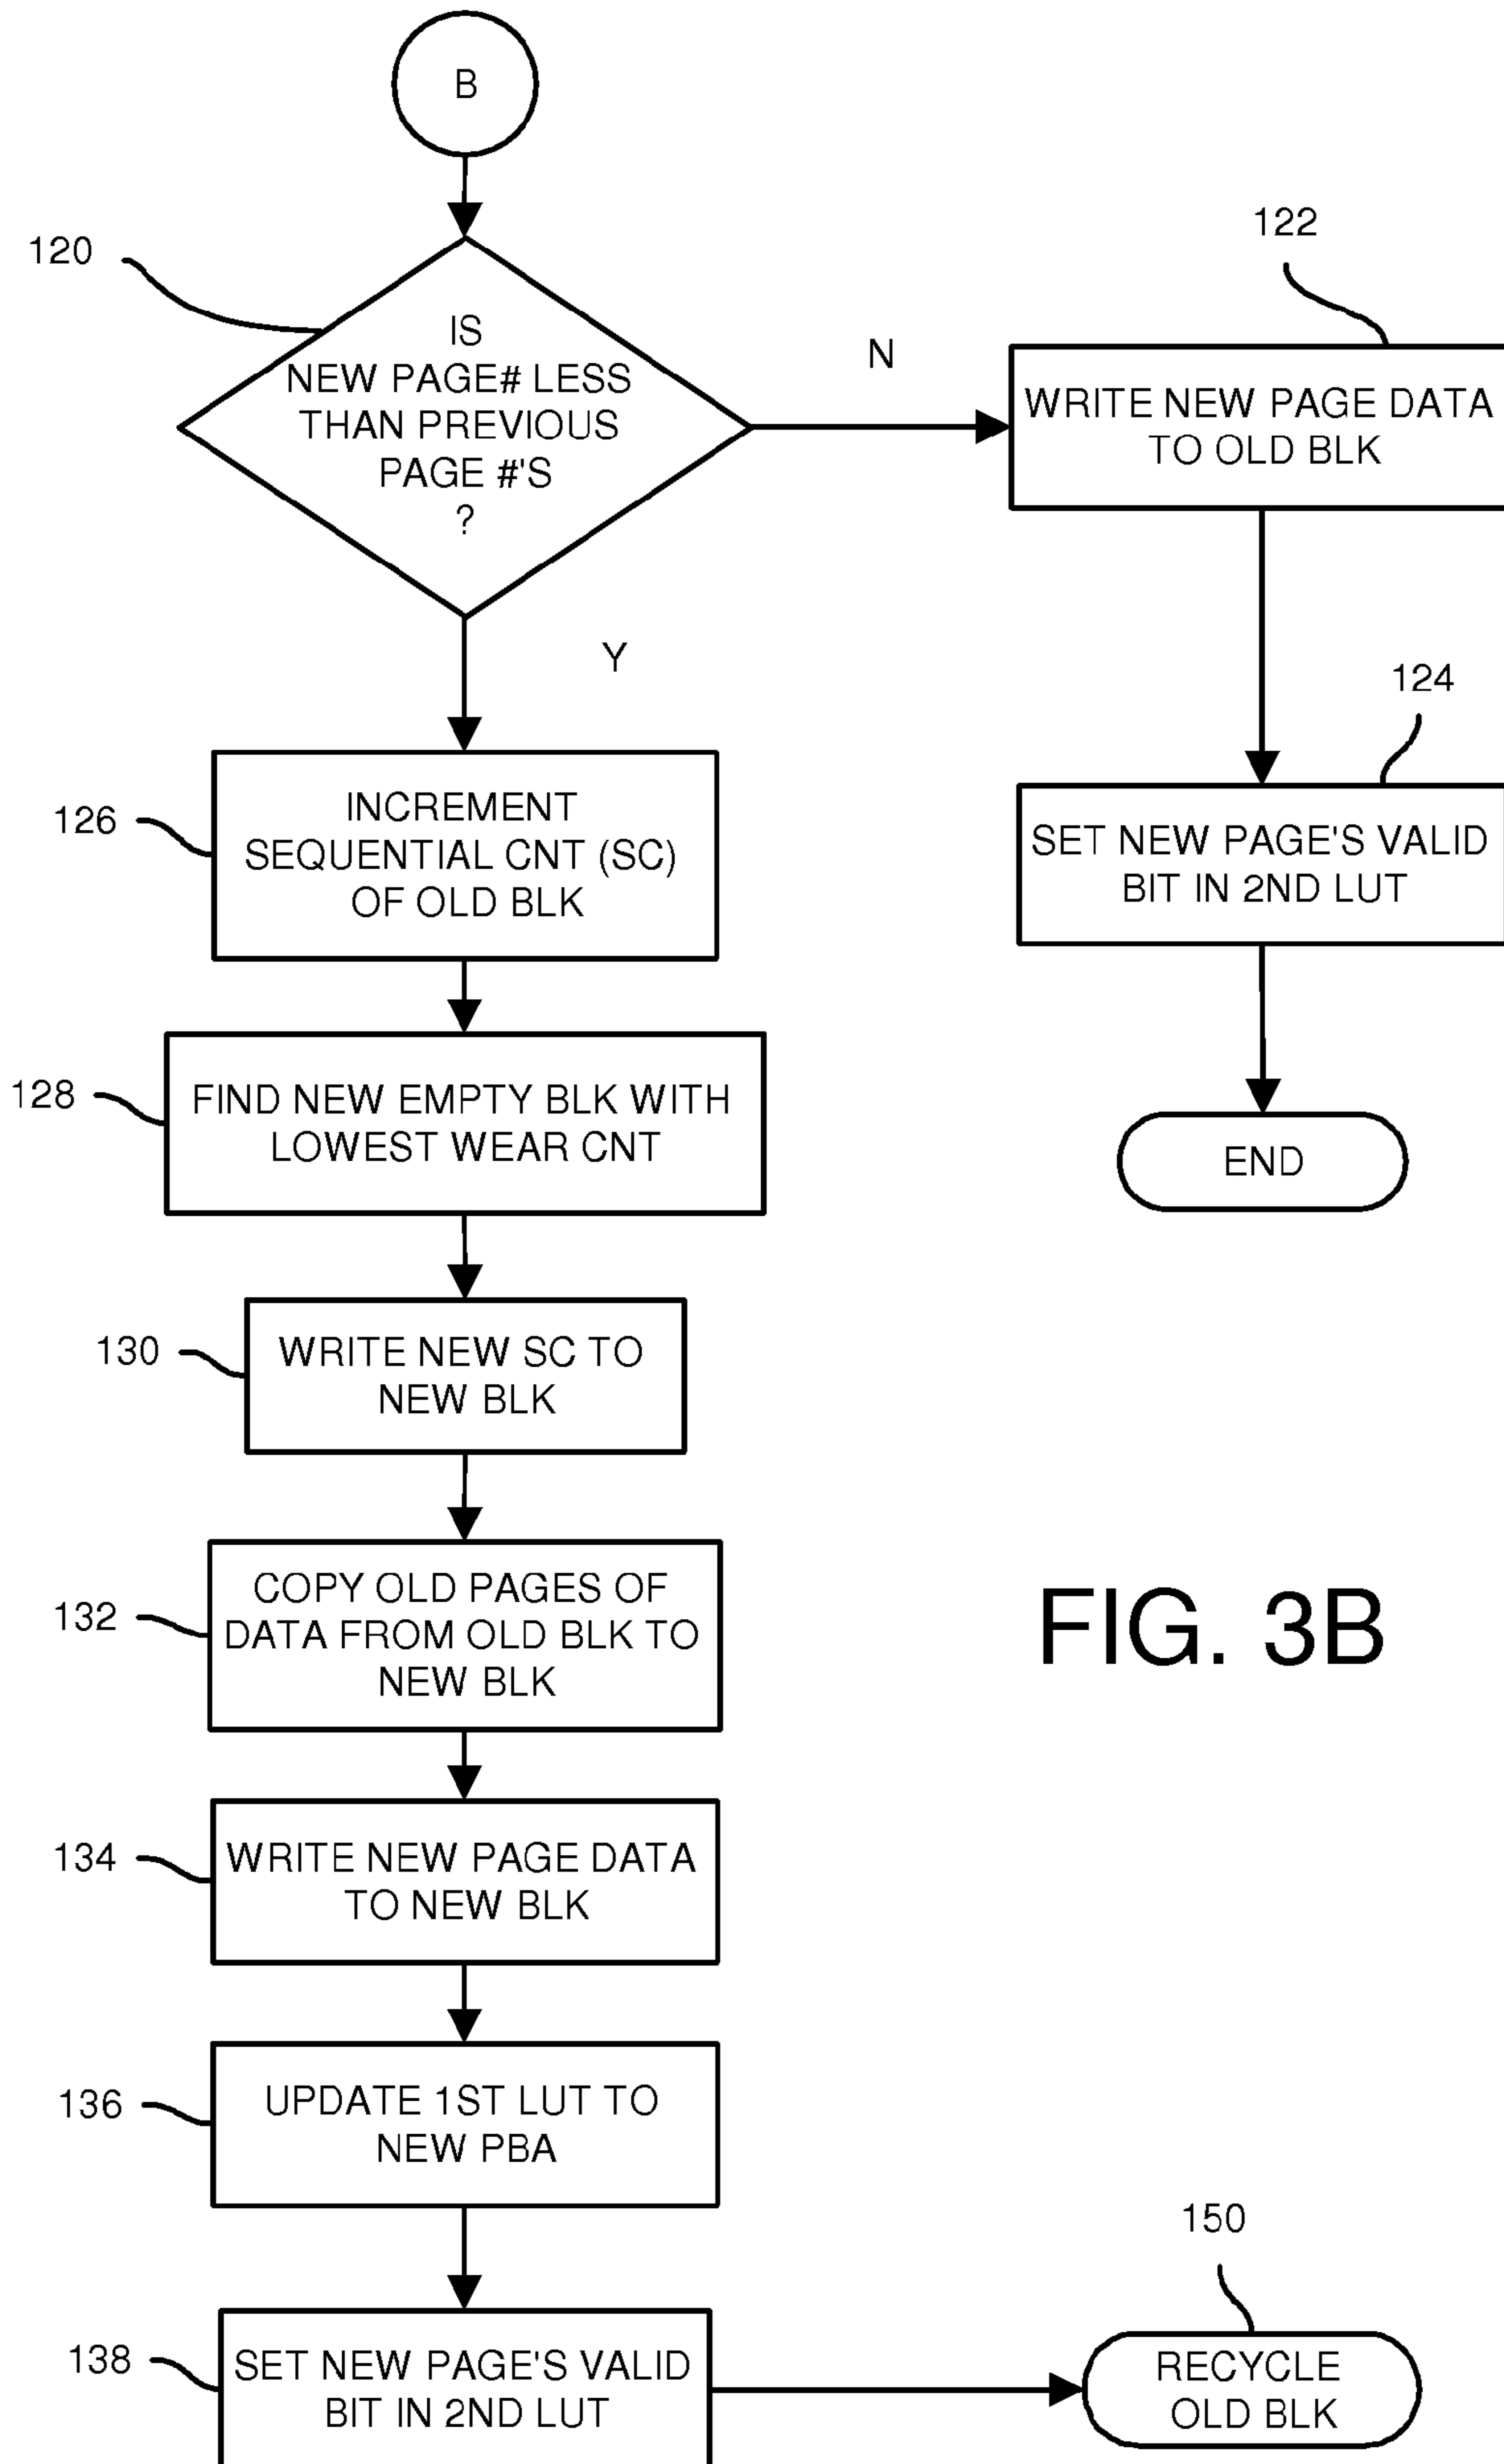 B
120
IS
NEW PAGE# LESS
THAN PREVIOUS
PAGE #'S
?
N
122
WRITE NEW PAGE DATA
TO OLD BLK
Y
124
SET NEW PAGE'S VALID
BIT IN 2ND LUT
END
126
INCREMENT
SEQUENTIAL CNT (SC)
OF OLD BLK
128
FIND NEW EMPTY BLK WITH
LOWEST WEAR CNT
130
WRITE NEW SC TO
NEW BLK
132
COPY OLD PAGES OF
DATA FROM OLD BLK TO
NEW BLK
FIG. 3B
134
WRITE NEW PAGE DATA
TO NEW BLK
136
UPDATE 1ST LUT TO
NEW PBA
138
SET NEW PAGE'S VALID
BIT IN 2ND LUT
150
RECYCLE
OLD BLK